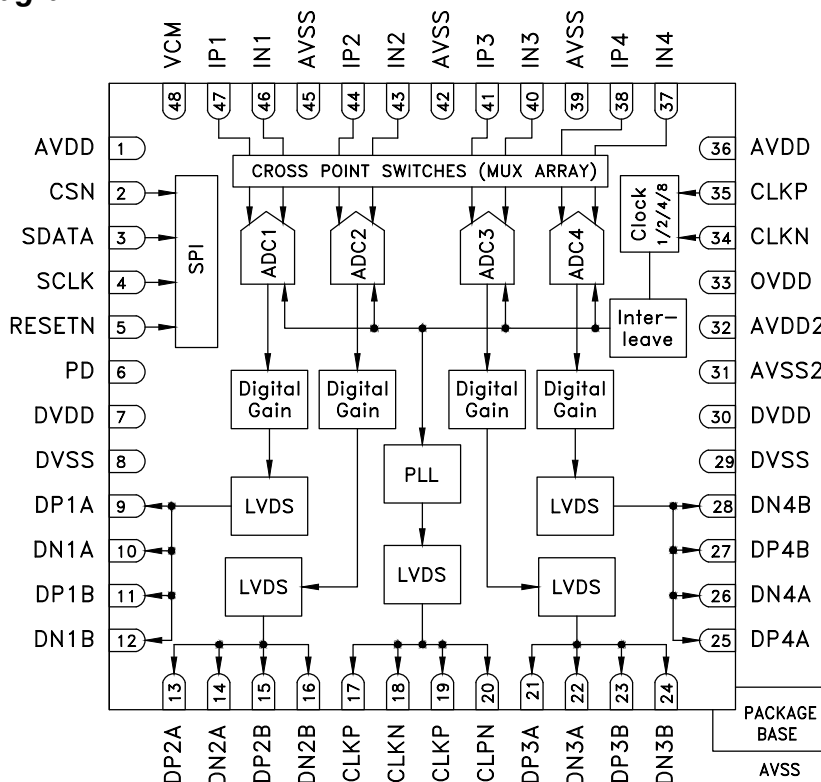 VCM
IP1
IN1
AVSS
IP2
IN2
AVSS
IP3
IN3
AVSS
IP4
IN4
48
47
46
45
44
43
42
41
40
39
38
37
AVDD
1
CSN
2
SDATA
3
SCLK
4
RESETN
5
PD
6
DVDD
7
DVSS
8
DP1A
9
DN1A
10
DP1B
11
DN1B
12
36
AVDD
35
CLKP
34
CLKN
33
OVDD
32
AVDD2
31
AVSS2
30
DVDD
29
DVSS
28
DN4B
27
DP4B
26
DN4A
25
DP4A
CROSS POINT SWITCHES (MUX ARRAY)
SPI
ADC1
ADC2
ADC3
ADC4
Clock
1/2/4/8
Inter-
leave
Digital
Gain
Digital
Gain
Digital
Gain
Digital
Gain
PLL
LVDS
LVDS
LVDS
LVDS
LVDS
13
14
15
16
17
18
19
20
21
22
23
24
DP2A
DN2A
DP2B
DN2B
CLKP
CLKN
CLKP
CLPN
DP3A
DN3A
DP3B
DN3B
PACKAGE
BASE
AVSS